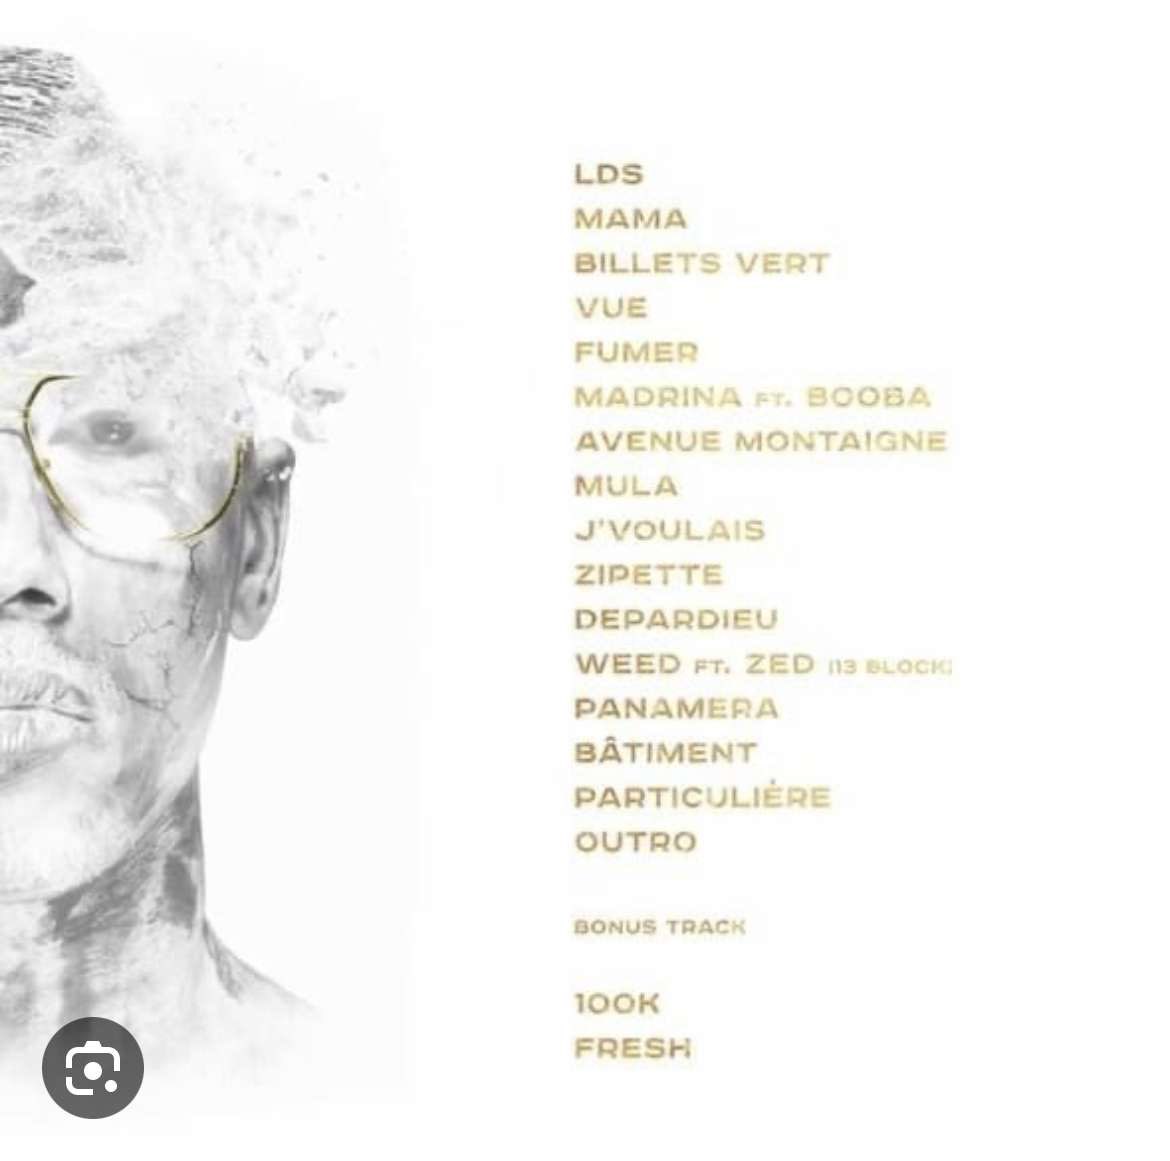 LDS
MAMA
BILLETS VERT
VUE
FUMER
MADRINA FT. BOOBA
AVENUE MONTAIGNE
MULA
J'VOULAIS
ZIPETTE
DEPARDIEU
WEED FT. ZED (13 BLOCK)
PANAMERA
BÂTIMENT
PARTICULIÈRE
OUTRO
BONUS TRACK
100K
FRESH